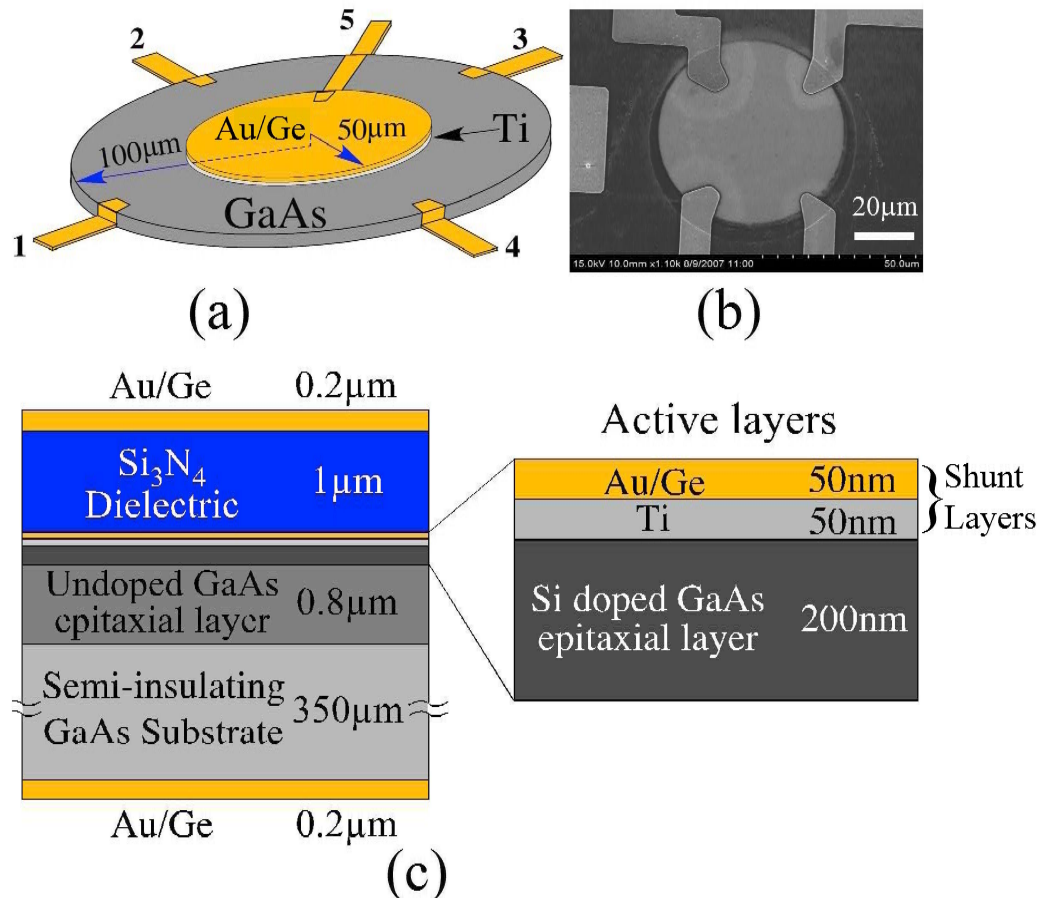 5
2
3
Au/Ge
50µm
Ti
100µm
GaAs
1
4
(a)
20µm
15.0kV 10.0mm x1.10k 8/9/2007 11:00
50.0um
(b)
Au/Ge 0.2µm
Si3N4
Dielectric
1µm
Undoped GaAs
epitaxial layer
0.8µm
Semi-insulating
GaAs Substrate
350µm
Au/Ge 0.2µm
Active layers
Au/Ge 50nm
Ti 50nm
Shunt
Layers
Si doped GaAs
epitaxial layer
200nm
(c)